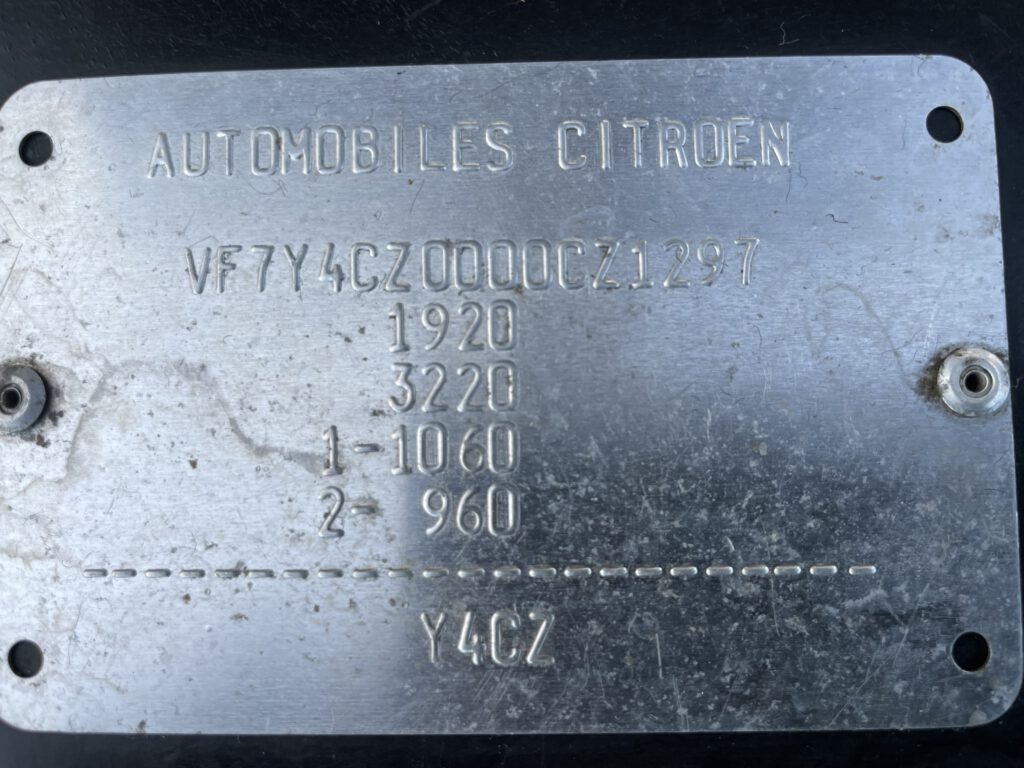 AUTOMOBILES CITROEN
VF7Y4CZ0000CZ1297
1920
3220
1-1060
2- 960
-----------------------
Y4CZ